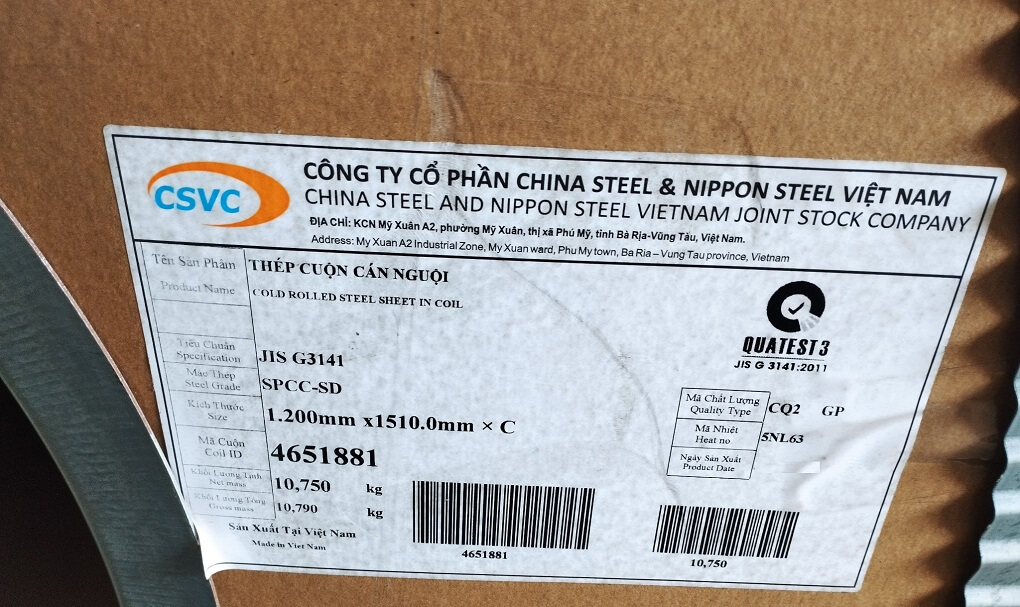 CSVC
CÔNG TY CỔ PHẦN CHINA STEEL & NIPPON STEEL VIỆT NAM
CHINA STEEL AND NIPPON STEEL VIETNAM JOINT STOCK COMPANY
ĐỊA CHỈ: KCN Mỹ Xuân A2, phường Mỹ Xuân, thị xã Phú Mỹ, tỉnh Bà Rịa-Vũng Tàu, Việt Nam.
Address: My Xuan A2 Industrial Zone, My Xuan ward, Phu My town, Ba Ria – Vung Tau province, Vietnam
Tên Sản Phẩm THÉP CUỘN CÁN NGUỘI
Product Name COLD ROLLED STEEL SHEET IN COIL
QUATEST 3
JIS G 3141:2011
Tiêu Chuẩn
Specification JIS G3141
Mác Thép
Steel Grade SPCC-SD
Kích Thước
Size 1.200mm x1510.0mm × C
Mã Cuộn
Coil ID 4651881
Khối Lượng Tịnh
Net mass 10,750 kg
Khối Lượng Tổng
Gross mass 10,790 kg
Mã Chất Lượng
Quality Type CQ2 GP
Mã Nhiệt
Heat no 5NL63
Ngày Sản Xuất
Product Date
Sản Xuất Tại Việt Nam
Made in Viet Nam
4651881
10,750